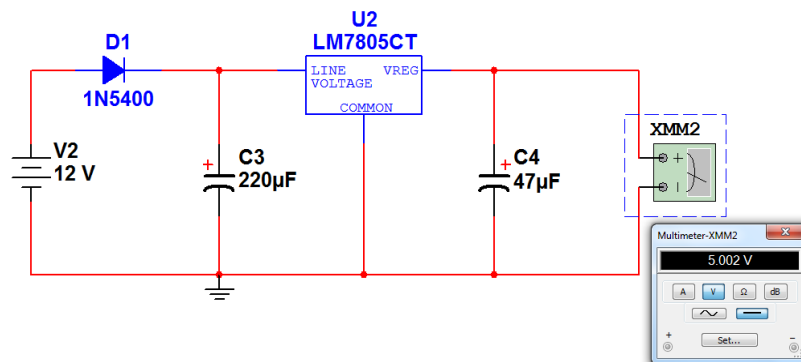 U2
D1
LM7805CT
LINE VREG
VOLTAGE
COMMON
1N5400
XMM2
V2
12 V
C3
220µF
C4
47µF
Multimeter-XMM2
5.002 V
A V Ω dB
Set...